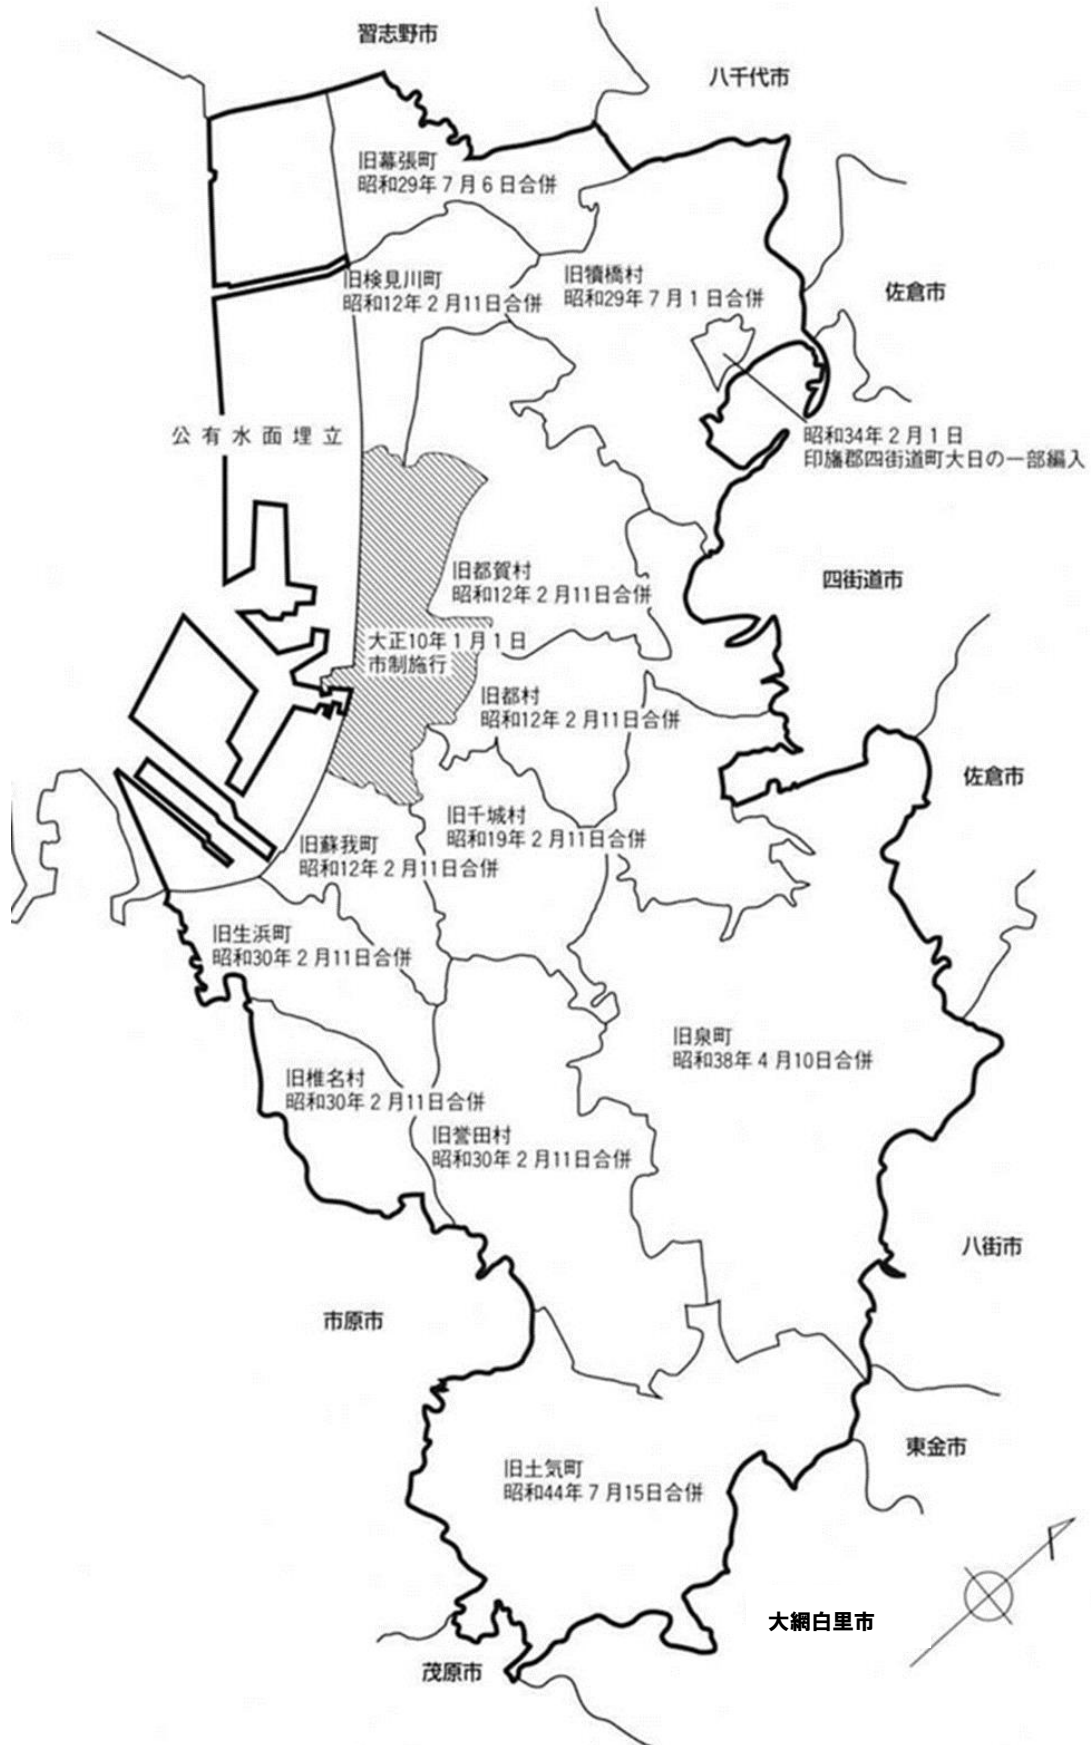 習志野市
八千代市
旧幕張町
昭和29年7月6日合併
旧検見川町
昭和12年2月11日合併
旧犢橋村
昭和29年7月1日合併
佐倉市
公有水面埋立
昭和34年2月1日
印旛郡四街道町大日の一部編入
四街道市
旧都賀村
昭和12年2月11日合併
大正10年1月1日
市制施行
旧都村
昭和12年2月11日合併
佐倉市
旧千城村
昭和19年2月11日合併
旧蘇我町
昭和12年2月11日合併
旧生浜町
昭和30年2月11日合併
旧泉町
昭和38年4月10日合併
旧椎名村
昭和30年2月11日合併
旧誉田村
昭和30年2月11日合併
八街市
市原市
東金市
旧土気町
昭和44年7月15日合併
大網白里市
茂原市